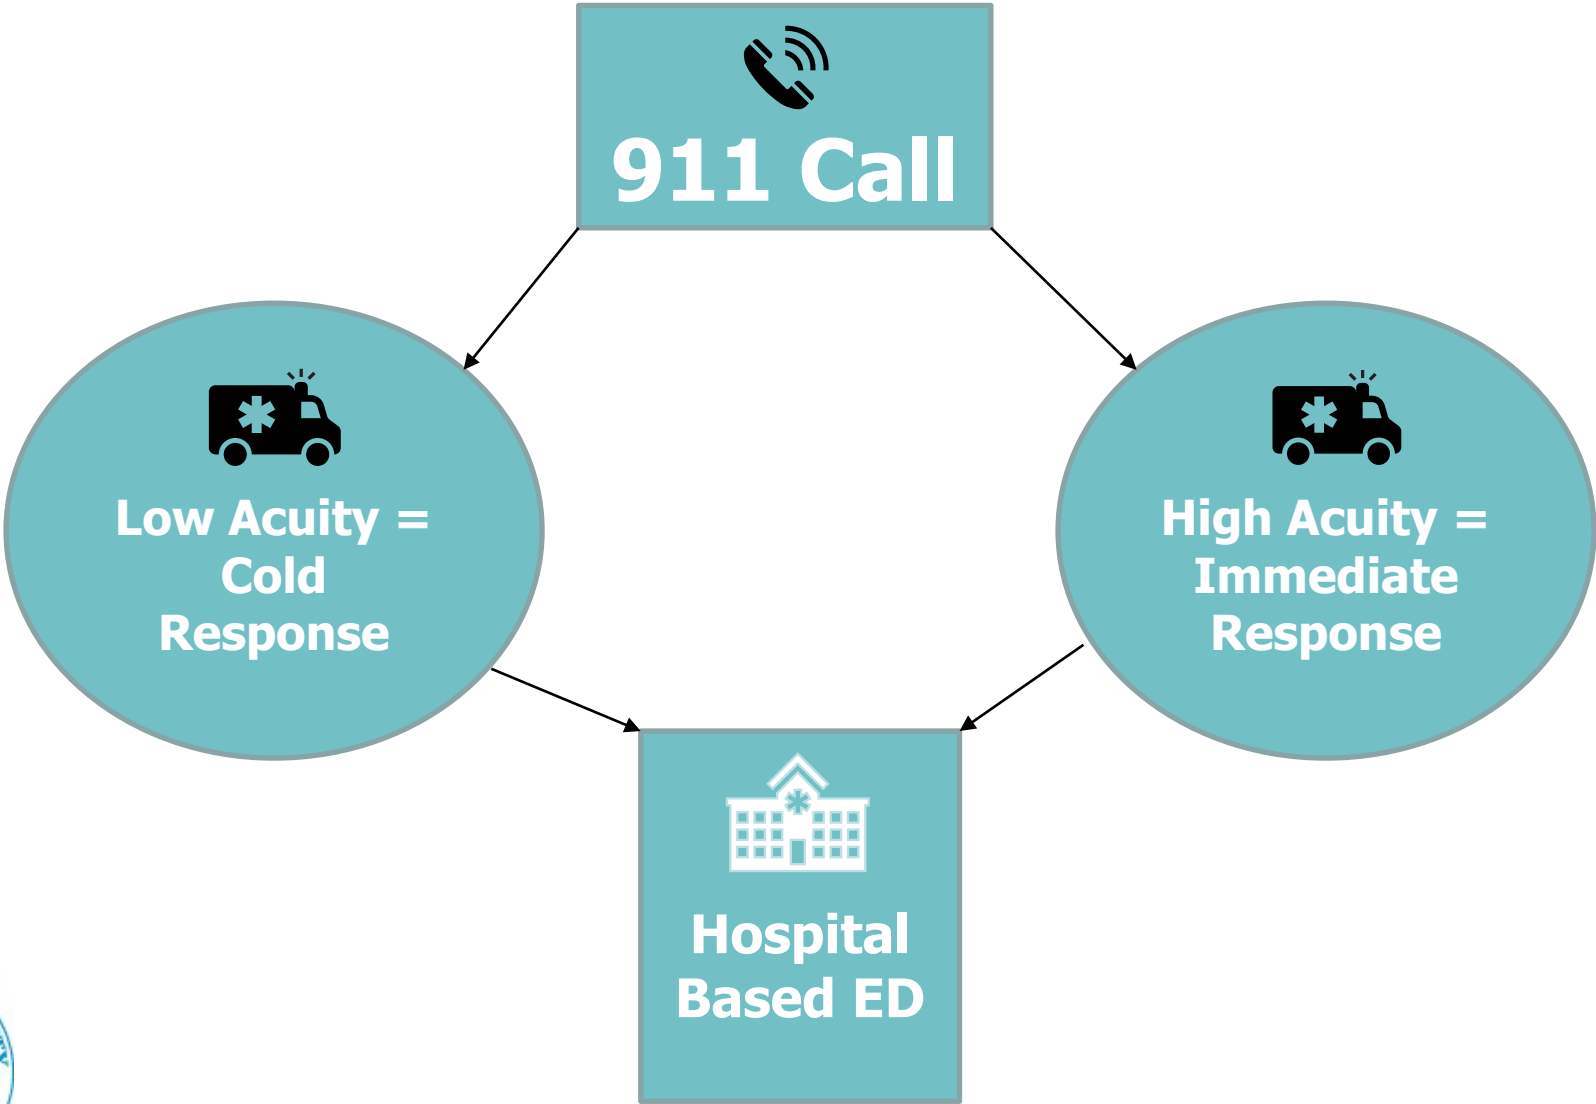 911 Call
Low Acuity =
Cold
Response
High Acuity =
Immediate
Response
Hospital
Based ED